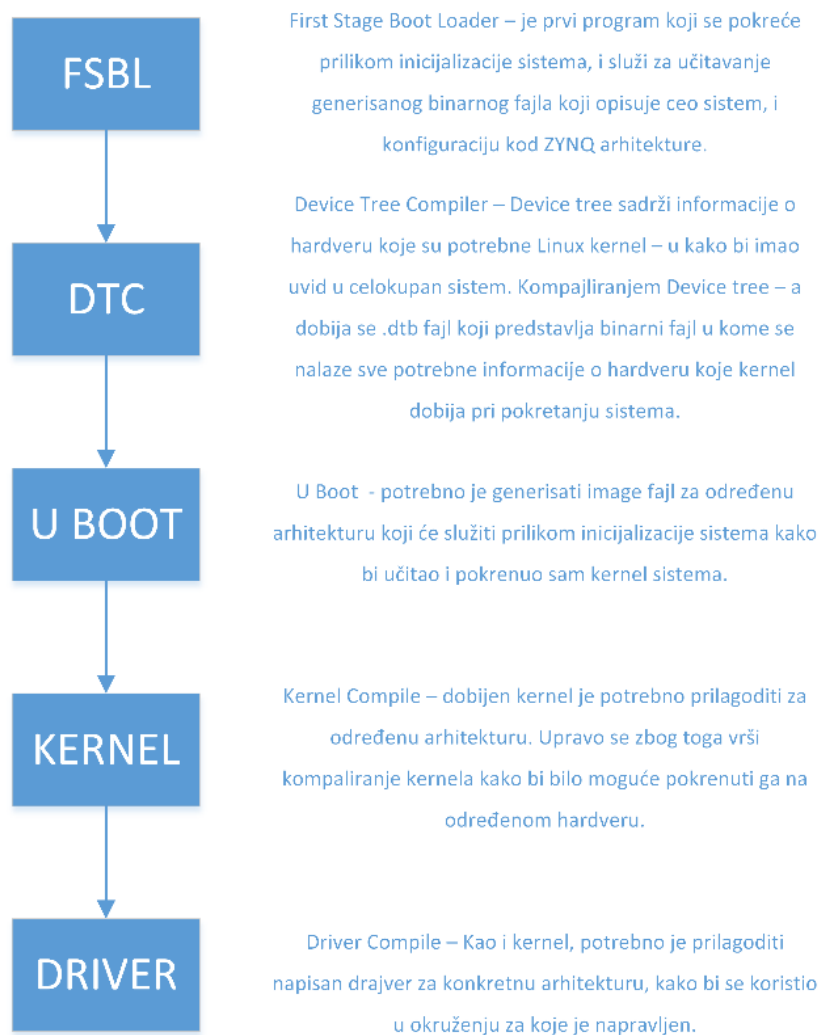 FSBL
First Stage Boot Loader – je prvi program koji se pokreće
prilikom inicijalizacije sistema, i služi za učitavanje
generisanog binarnog fajla koji opisuje ceo sistem, i
konfiguraciju kod ZYNQ arhitekture.
DTC
Device Tree Compiler – Device tree sadrži informacije o
hardveru koje su potrebne Linux kernel – u kako bi imao
uvid u celokupan sistem. Kompajliranjem Device tree – a
dobija se .dtb fajl koji predstavlja binarni fajl u kome se
nalaze sve potrebne informacije o hardveru koje kernel
dobija pri pokretanju sistema.
U BOOT
U Boot - potrebno je generisati image fajl za određenu
arhitekturu koji će služiti prilikom inicijalizacije sistema kako
bi učitao i pokrenuo sam kernel sistema.
KERNEL
Kernel Compile – dobijen kernel je potrebno prilagoditi za
određenu arhitekturu. Upravo se zbog toga vrši
kompaliranje kernela kako bi bilo moguće pokrenuti ga na
određenom hardveru.
DRIVER
Driver Compile – Kao i kernel, potrebno je prilagoditi
napisan drajver za konkretnu arhitekturu, kako bi se koristio
u okruženju za koje je napravljen.